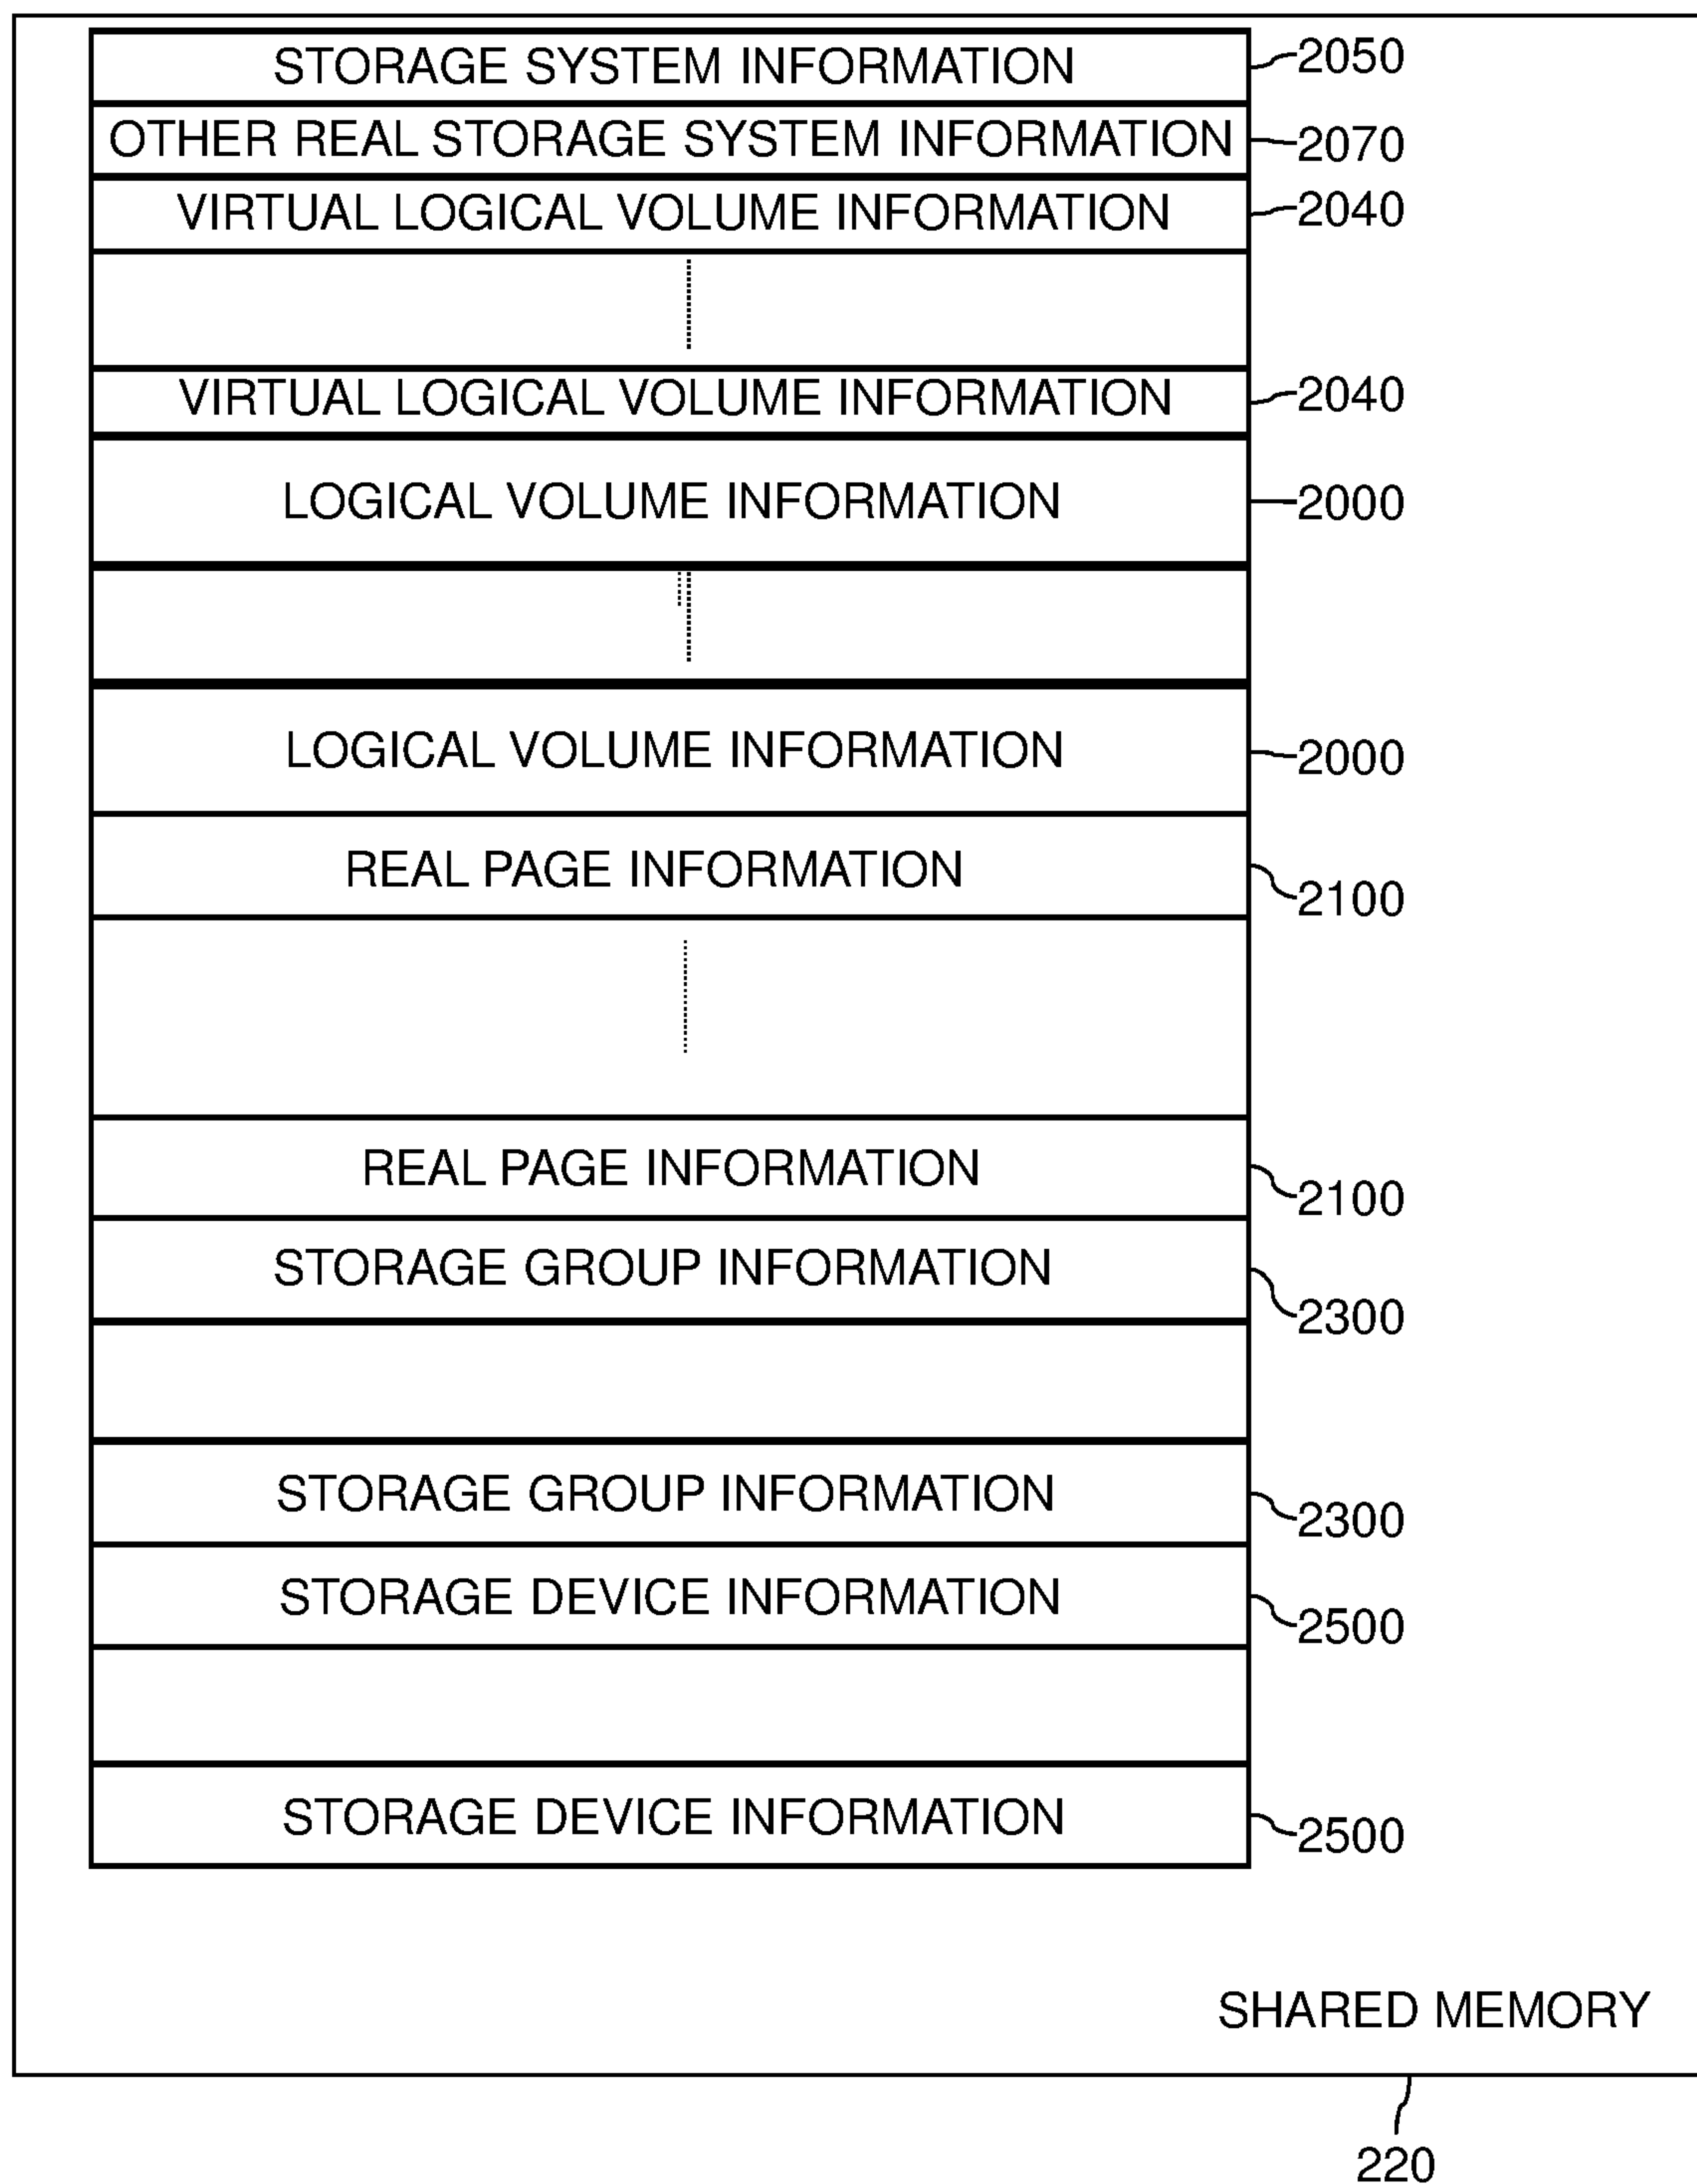 STORAGE SYSTEM INFORMATION 2050
OTHER REAL STORAGE SYSTEM INFORMATION 2070
VIRTUAL LOGICAL VOLUME INFORMATION 2040
VIRTUAL LOGICAL VOLUME INFORMATION 2040
LOGICAL VOLUME INFORMATION 2000
LOGICAL VOLUME INFORMATION 2000
REAL PAGE INFORMATION 2100
REAL PAGE INFORMATION 2100
STORAGE GROUP INFORMATION 2300
STORAGE GROUP INFORMATION 2300
STORAGE DEVICE INFORMATION 2500
STORAGE DEVICE INFORMATION 2500
SHARED MEMORY
220